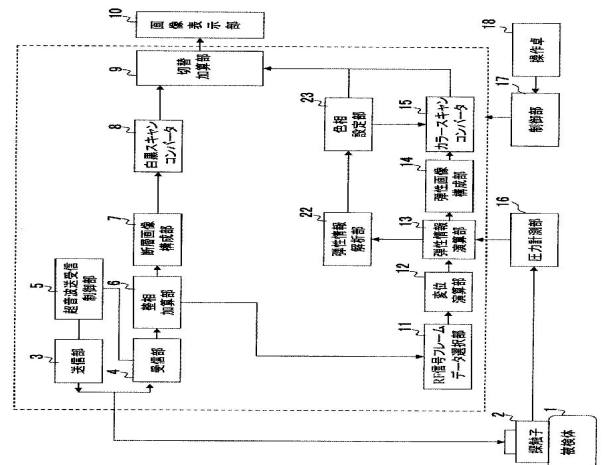 1
被検体
2
探触子
3
送信部
4
受信部
5
超音波送受信
制御部
6
整相
加算部
7
断層画像
構成部
8
白黒スキャン
コンバータ
9
切替
加算部
10
画像表示部
11
RF信号フレーム
データ選択部
12
変位
演算部
13
弾性情報
演算部
14
弾性画像
構成部
15
カラースキャン
コンバータ
16
圧力計測部
17
制御部
18
操作卓
22
弾性情報
解析部
23
色相
設定部